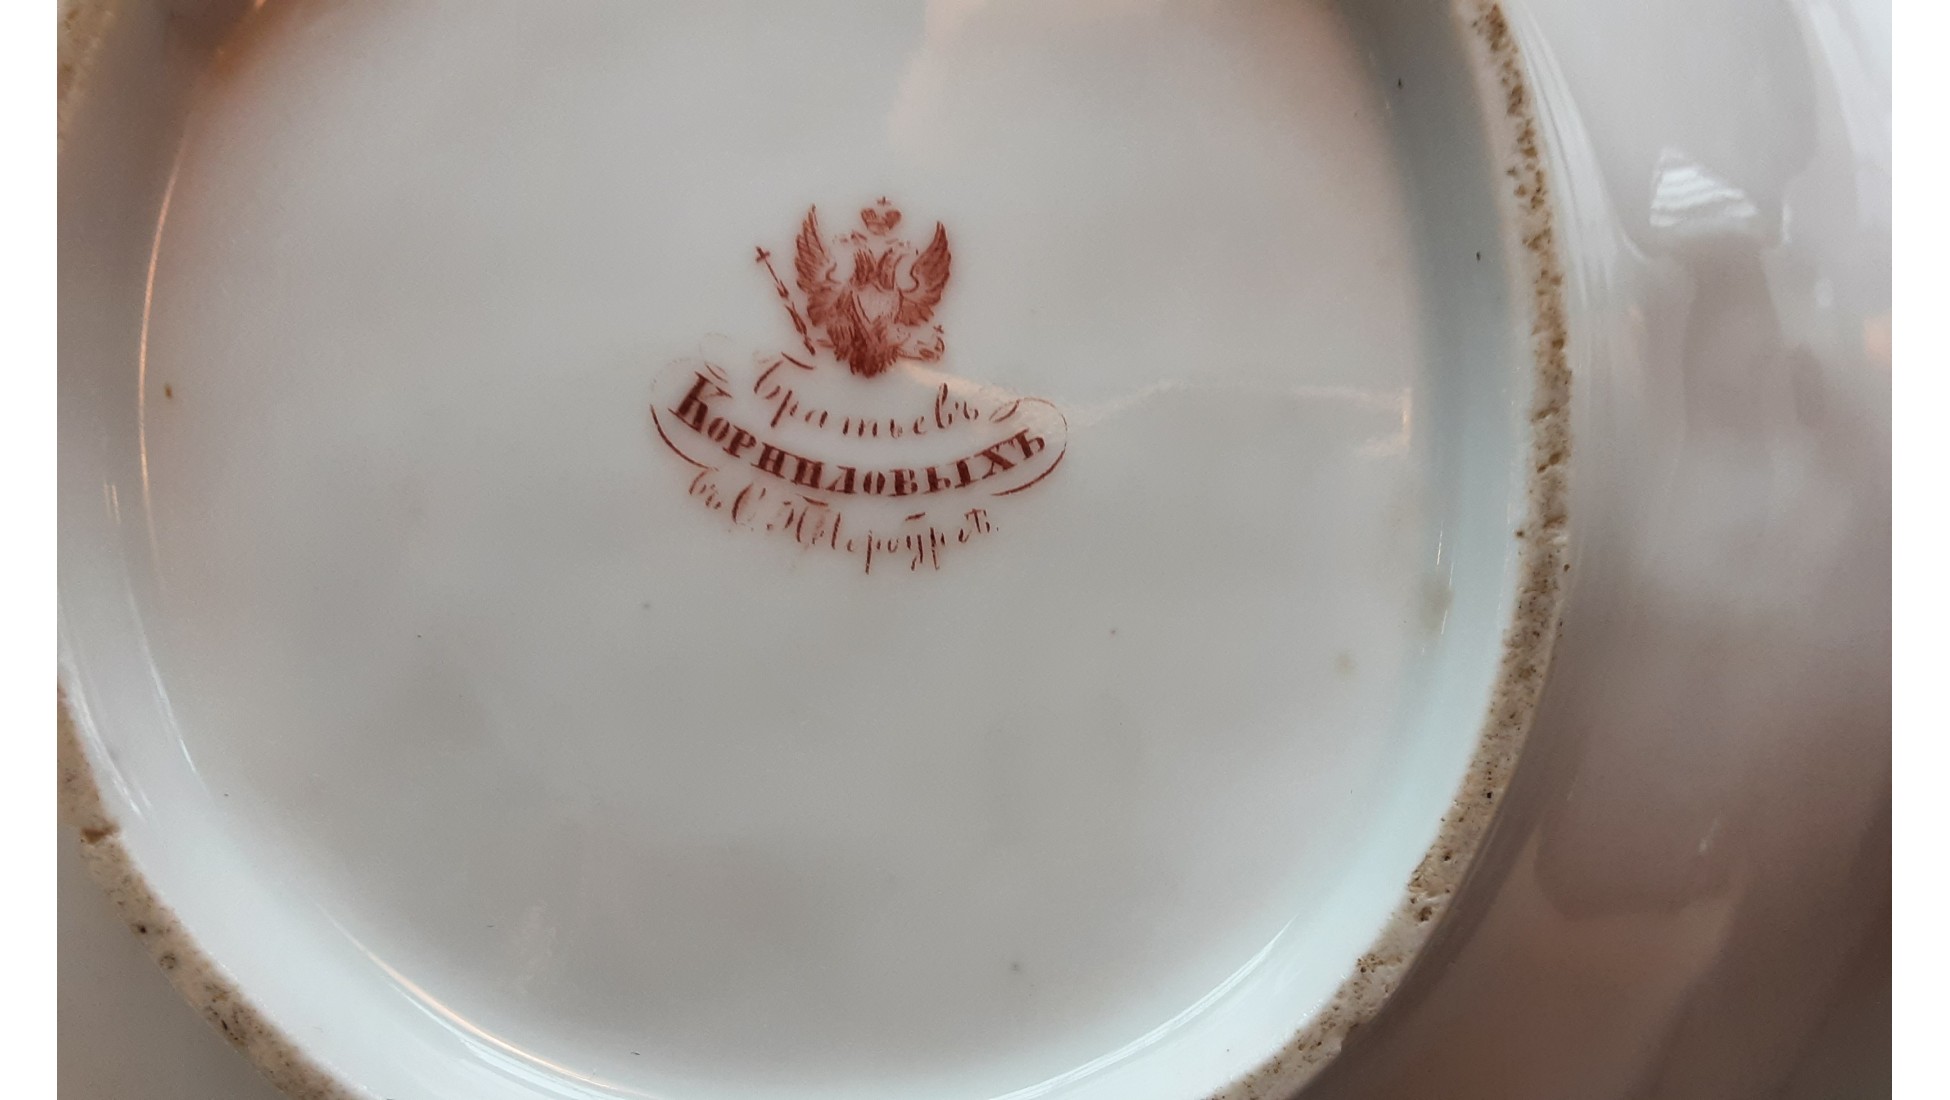 Братьевъ
Корниловыхъ
въ С. Петербургѣ.